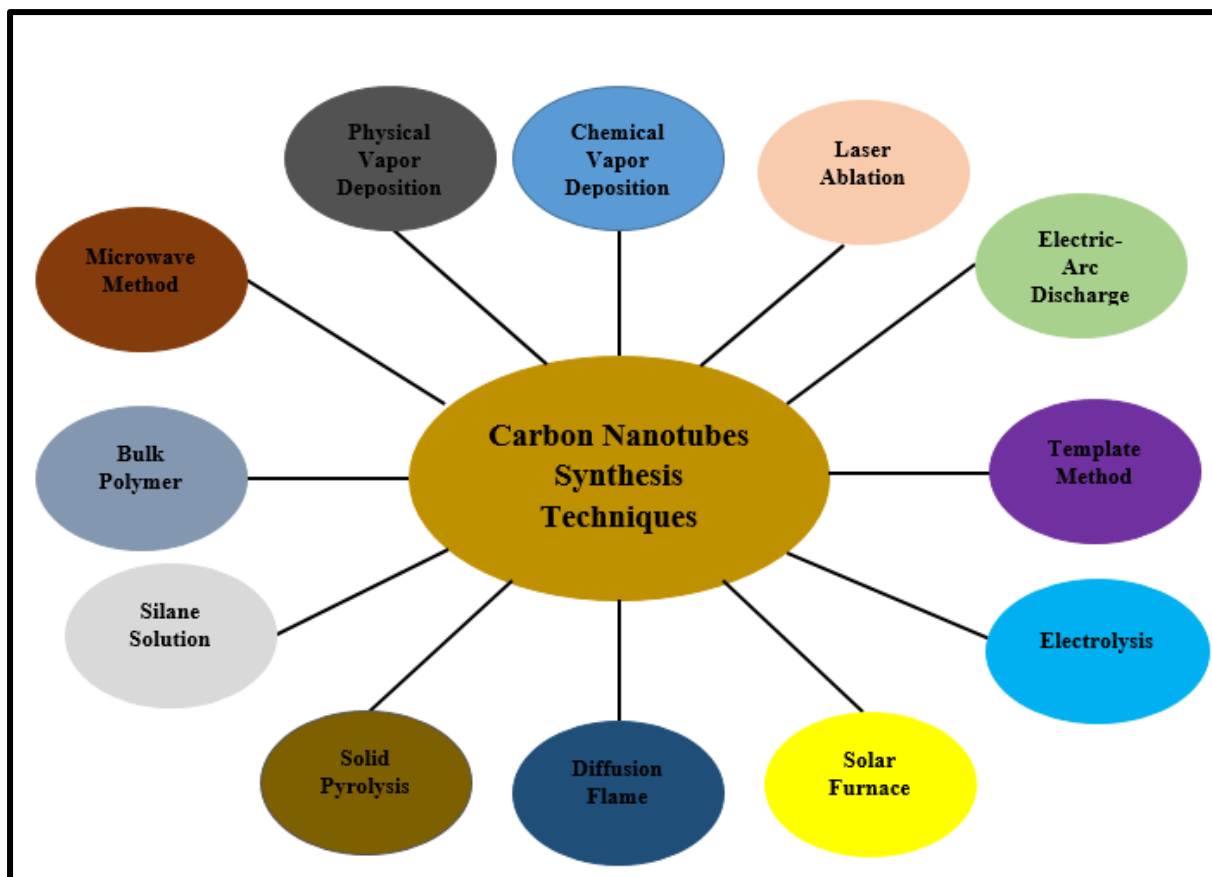 Physical
Vapor
Deposition
Chemical
Vapor
Deposition
Laser
Ablation
Electric-
Arc
Discharge
Microwave
Method
Carbon Nanotubes
Synthesis
Techniques
Bulk
Polymer
Template
Method
Silane
Solution
Electrolysis
Solid
Pyrolysis
Diffusion
Flame
Solar
Furnace